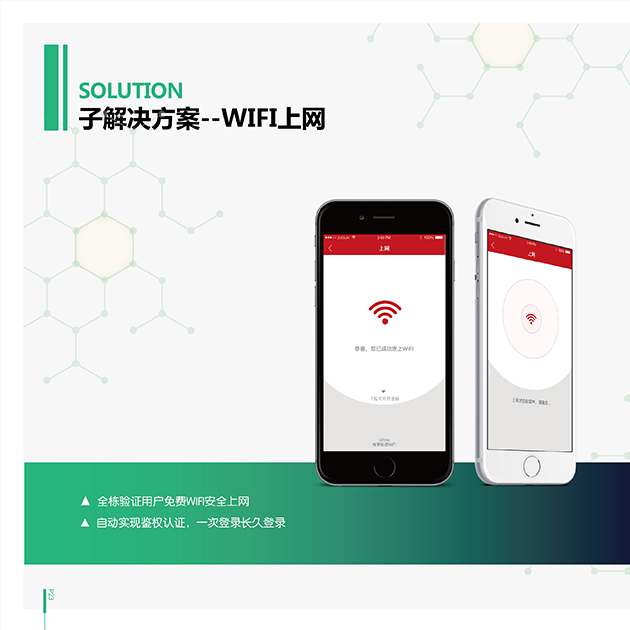 SOLUTION
子解决方案--WIFI上网
上网
恭喜，您已成功连上WiFi
上网
▲ 全栋验证用户免费WIFI安全上网
▲ 自动实现鉴权认证，一次登录长久登录
P23